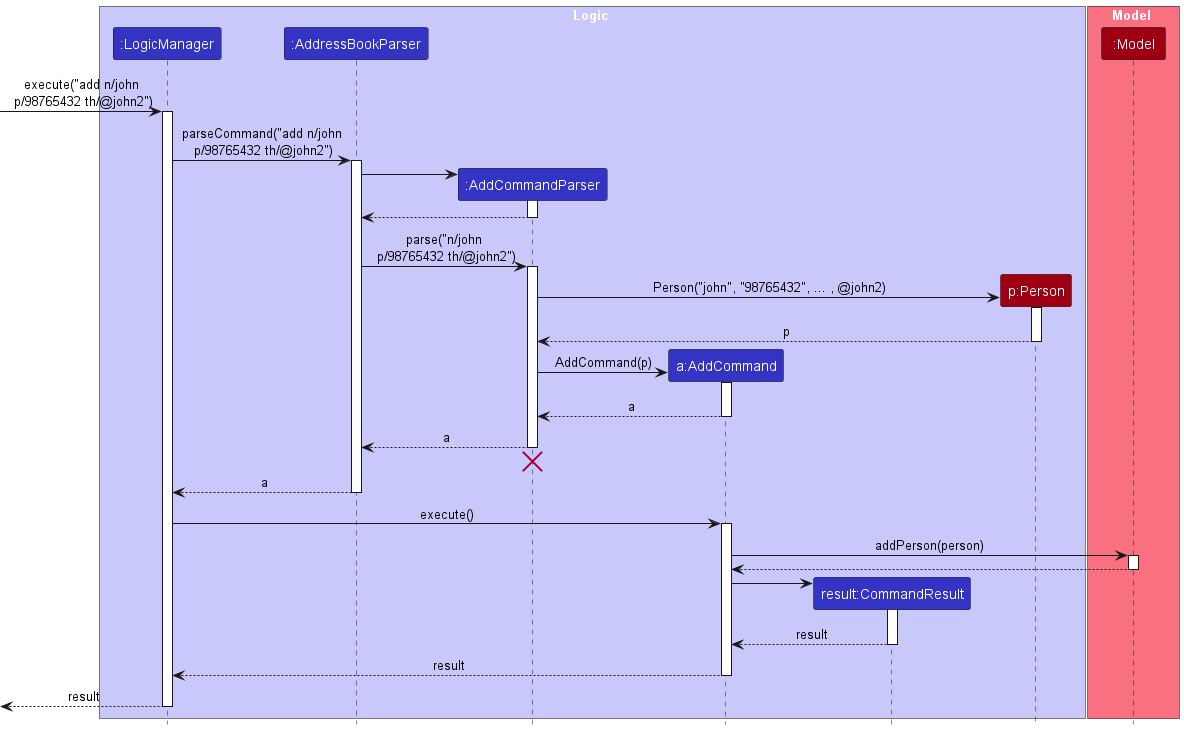 Logic
Model
:LogicManager
:AddressBookParser
:Model
execute("add n/john
p/98765432 th/@john2")
parseCommand("add n/john
p/98765432 th/@john2")
:AddCommandParser
parse("n/john
p/98765432 th/@john2")
Person("john", "98765432", ... , @john2)
p:Person
p
AddCommand(p)
a:AddCommand
a
a
a
execute()
addPerson(person)
result:CommandResult
result
result
result